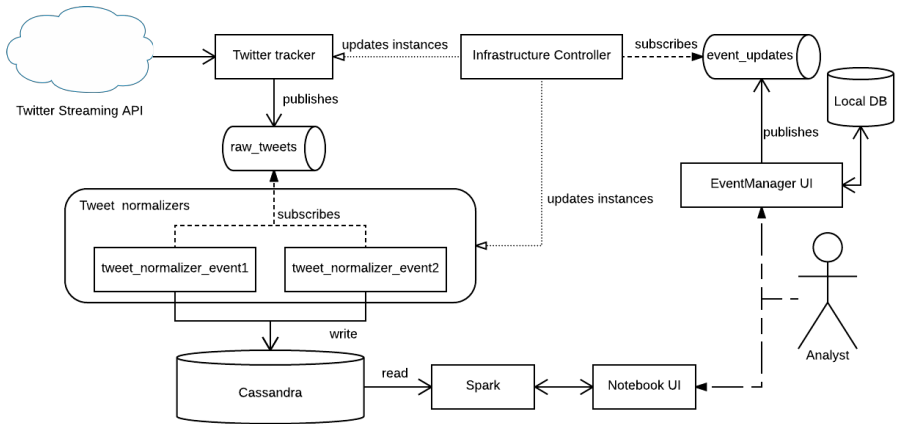 Twitter Streaming API
Twitter tracker
updates instances
Infrastructure Controller
subscribes
event_updates
Local DB
publishes
publishes
raw_tweets
EventManager UI
Tweet normalizers
subscribes
updates instances
tweet_normalizer_event1
tweet_normalizer_event2
write
Analyst
Cassandra
read
Spark
Notebook UI